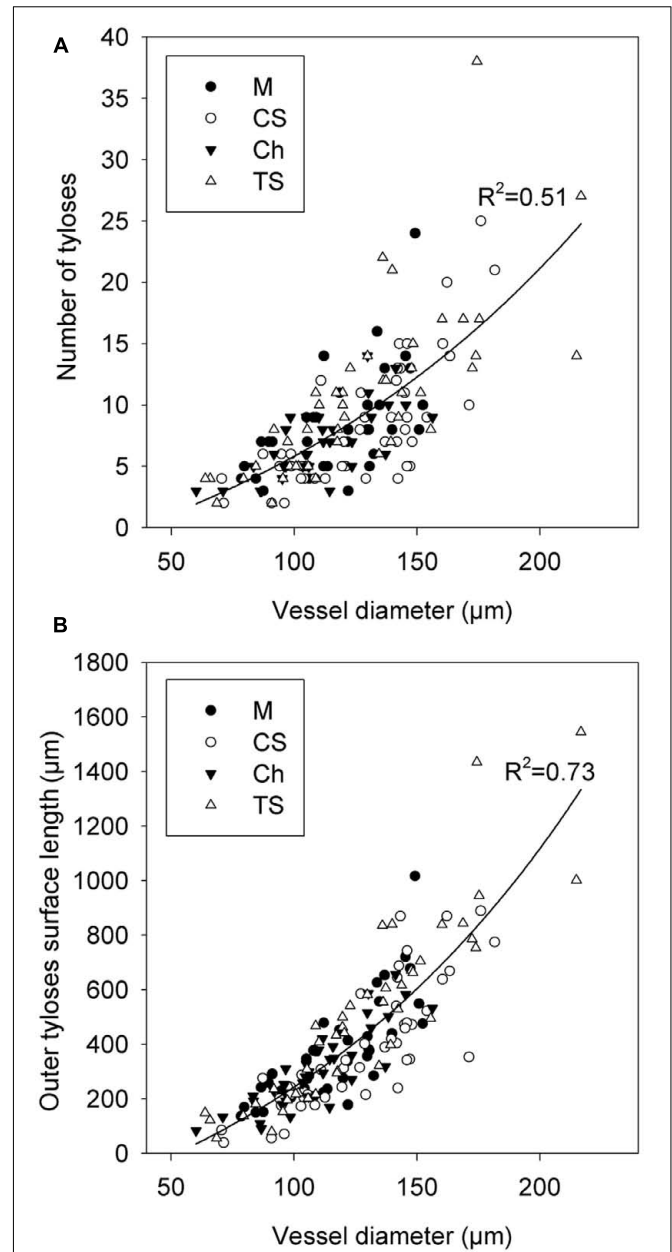 A
40
35
30
25
20
15
10
5
0
Number of tyloses
M
CS
Ch
TS
R²=0.51
50 100 150 200
Vessel diameter (µm)
B
1800
1600
1400
1200
1000
800
600
400
200
0
Outer tyloses surface length (µm)
M
CS
Ch
TS
R²=0.73
50 100 150 200
Vessel diameter (µm)